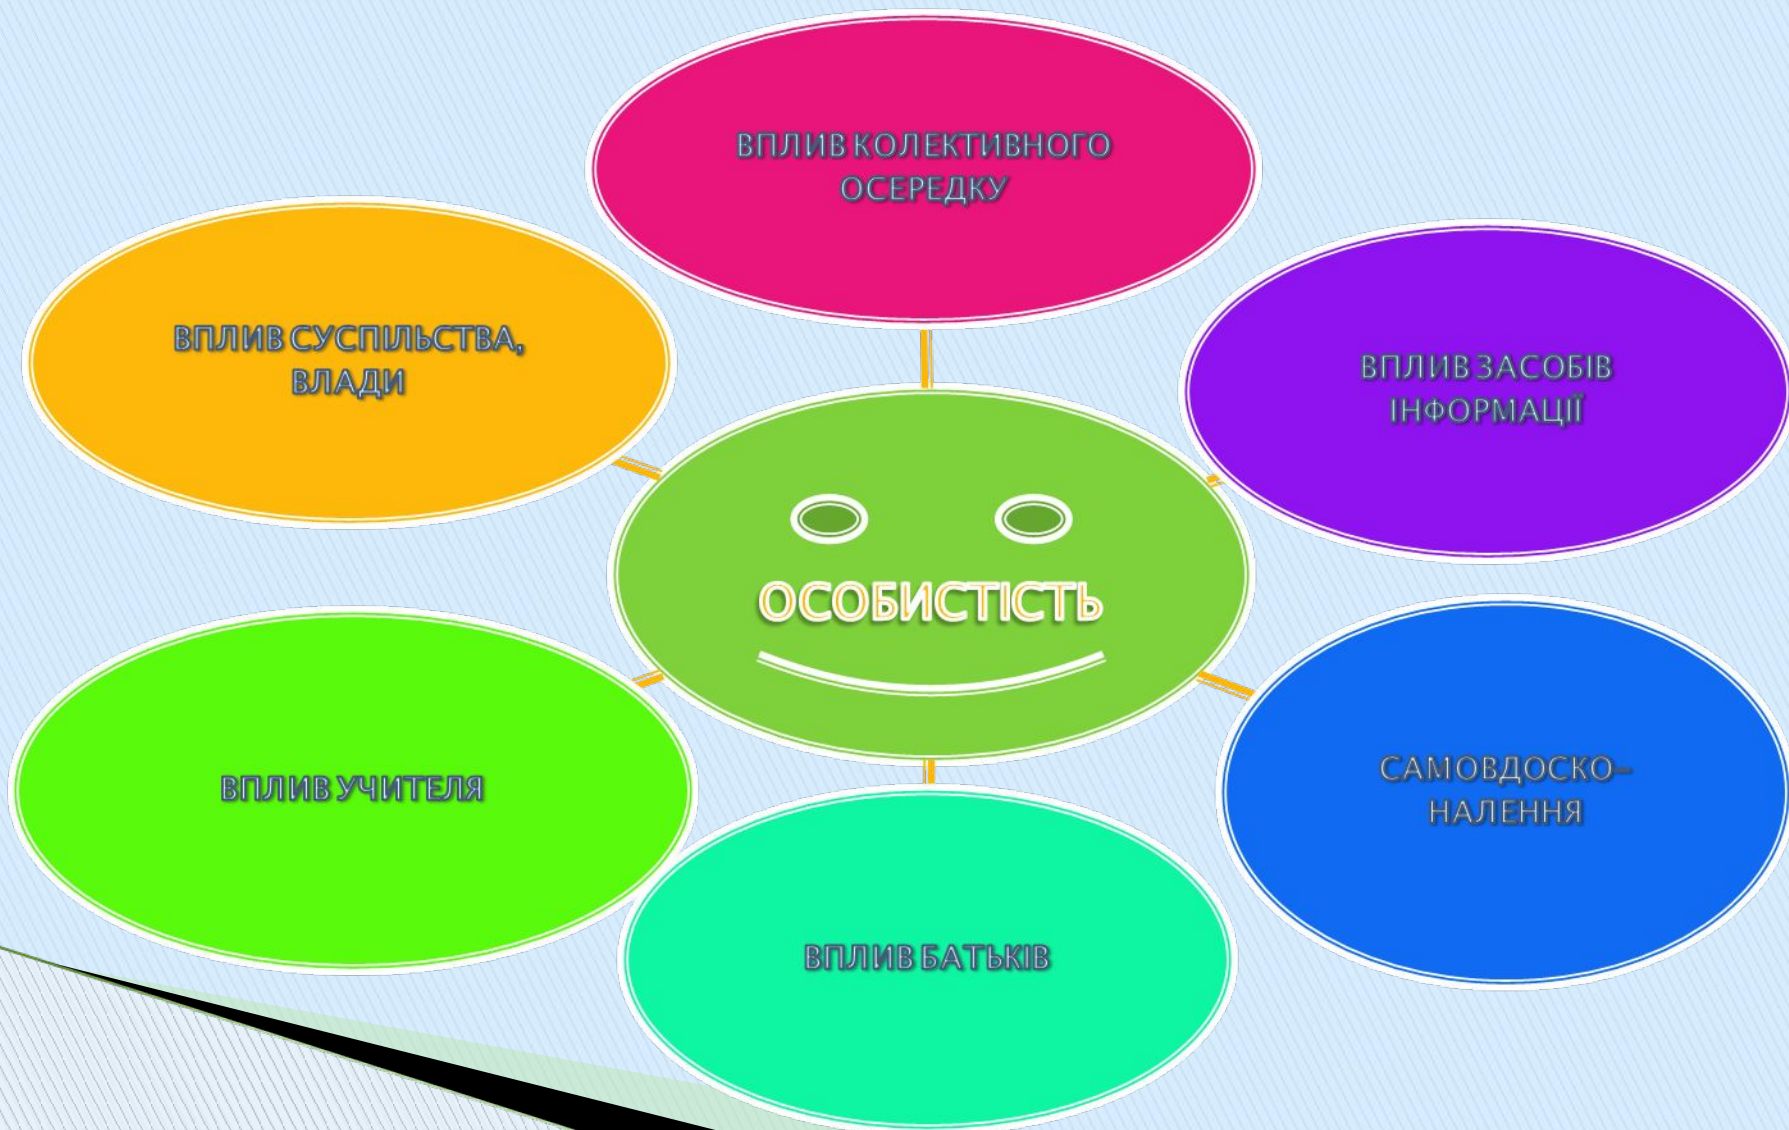 ВПЛИВ КОЛЕКТИВНОГО
ОСЕРЕДКУ
ВПЛИВ СУСПІЛЬСТВА,
ВЛАДИ
ВПЛИВ ЗАСОБІВ
ІНФОРМАЦІЇ
ОСОБИСТІСТЬ
ВПЛИВ УЧИТЕЛЯ
САМОВДОСКО-
НАЛЕННЯ
ВПЛИВ БАТЬКІВ